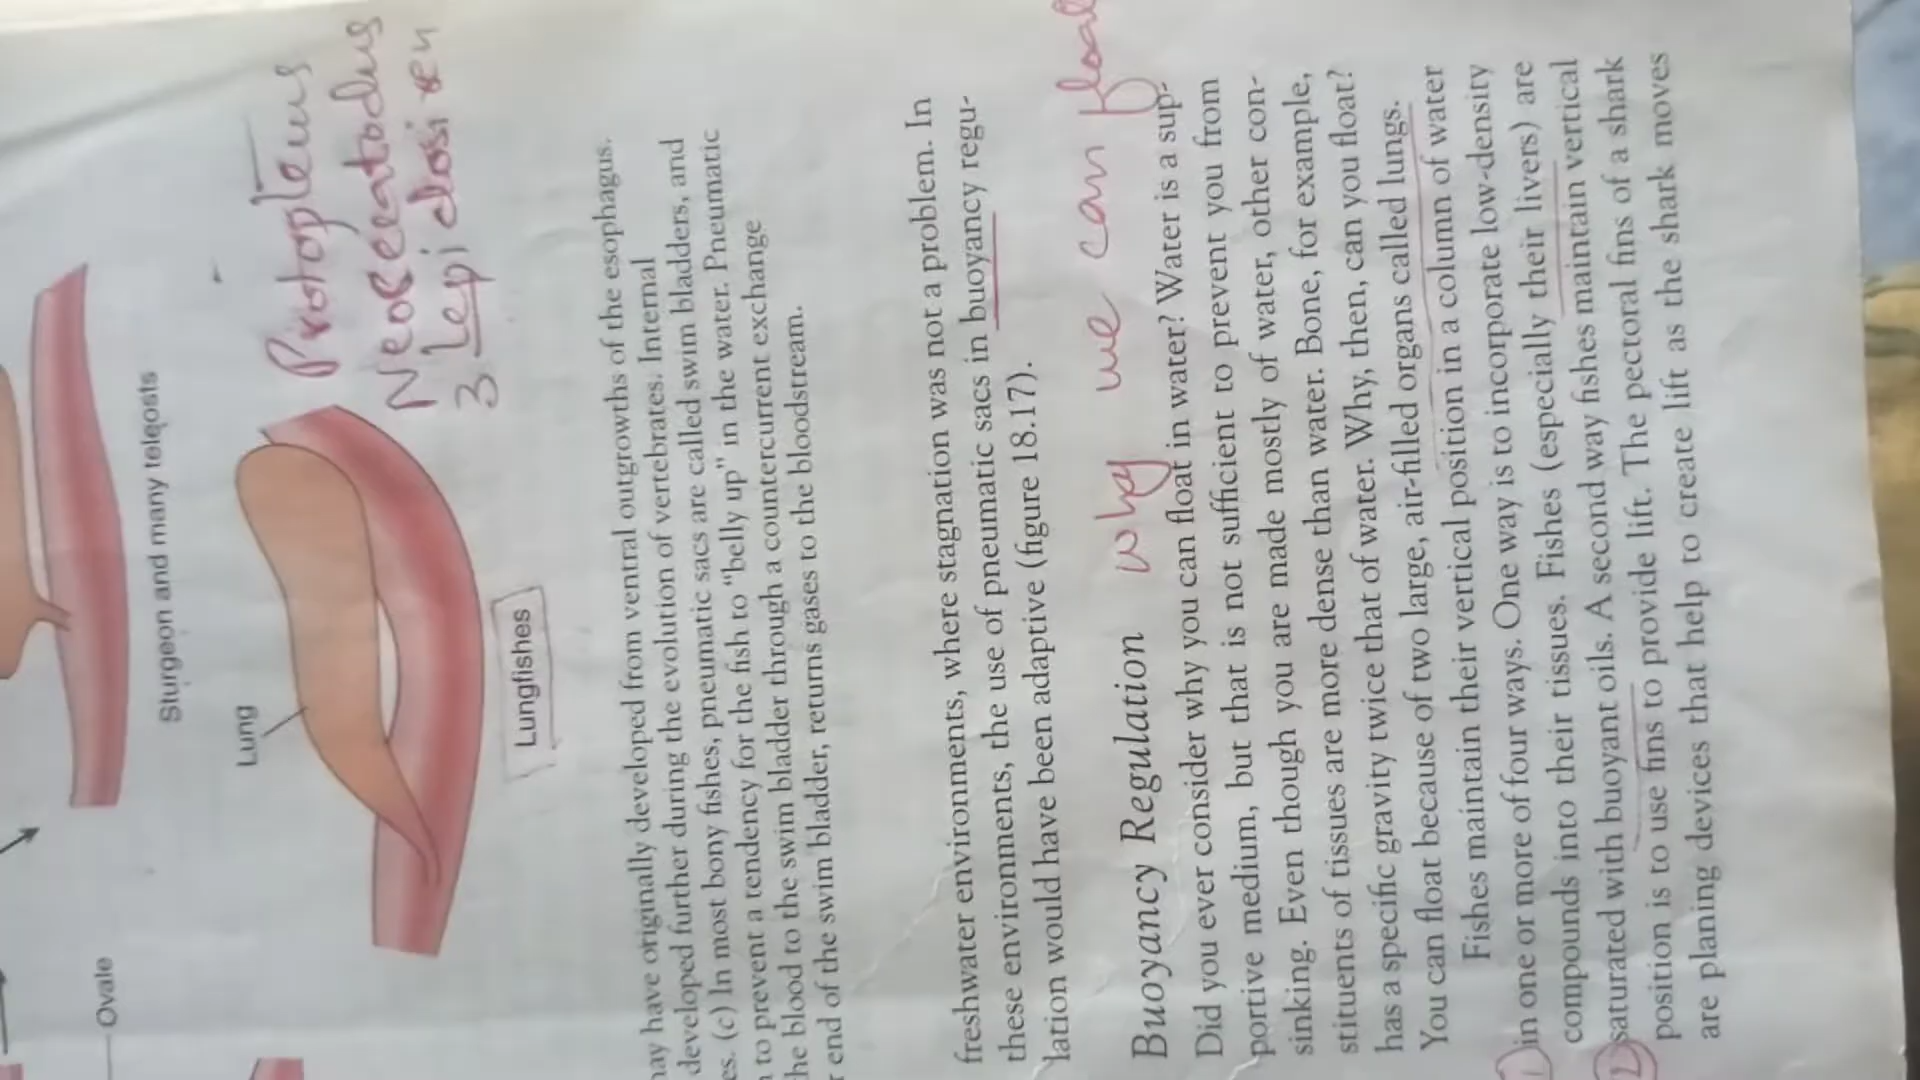 Sturgeon and many teleosts
Ovale
Lung
Lungfishes
Protopterus
Neoceratodus
3 Lepidosiren
may have originally developed from ventral outgrowths of the esophagus.
developed further during the evolution of vertebrates. Internal
es. (c) In most bony fishes, pneumatic sacs are called swim bladders, and
to prevent a tendency for the fish to “belly up” in the water. Pneumatic
the blood to the swim bladder through a countercurrent exchange
end of the swim bladder, returns gases to the bloodstream.
freshwater environments, where stagnation was not a problem. In
these environments, the use of pneumatic sacs in buoyancy regu-
lation would have been adaptive (figure 18.17).
Buoyancy Regulation why we can float
Did you ever consider why you can float in water? Water is a sup-
portive medium, but that is not sufficient to prevent you from
sinking. Even though you are made mostly of water, other con-
stituents of tissues are more dense than water. Bone, for example,
has a specific gravity twice that of water. Why, then, can you float?
You can float because of two large, air-filled organs called lungs.
Fishes maintain their vertical position in a column of water
1 in one or more of four ways. One way is to incorporate low-density
compounds into their tissues. Fishes (especially their livers) are
2 saturated with buoyant oils. A second way fishes maintain vertical
position is to use fins to provide lift. The pectoral fins of a shark
are planing devices that help to create lift as the shark moves